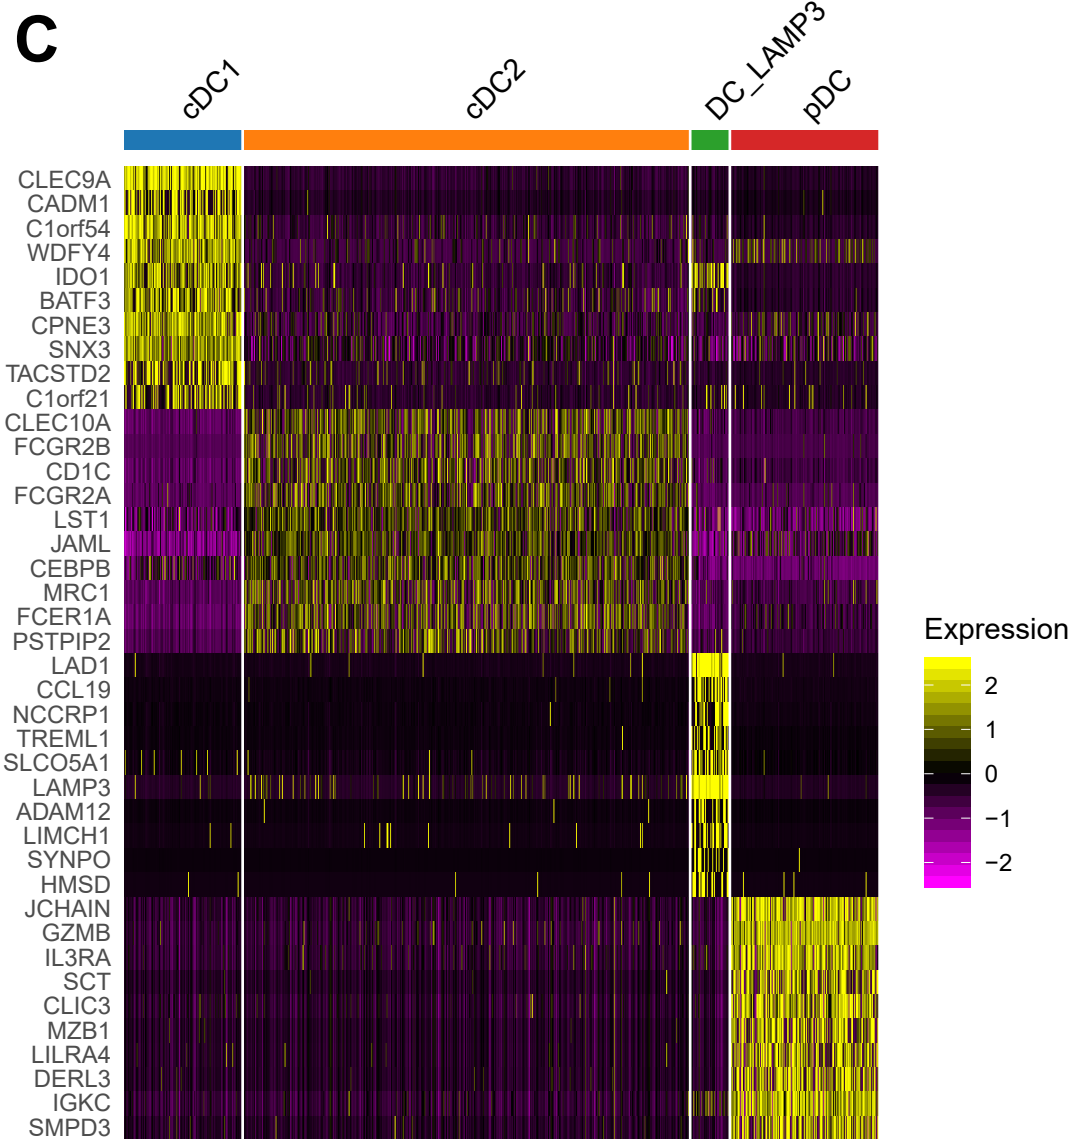 C
cDC1
cDC2
DC_LAMP3
pDC
CLEC9A
CADM1
C1orf54
WDFY4
IDO1
BATF3
CPNE3
SNX3
TACSTD2
C1orf21
CLEC10A
FCGR2B
CD1C
FCGR2A
LST1
JAML
CEBPB
MRC1
FCER1A
PSTPIP2
LAD1
CCL19
NCCRP1
TREML1
SLCO5A1
LAMP3
ADAM12
LIMCH1
SYNPO
HMSD
JCHAIN
GZMB
IL3RA
SCT
CLIC3
MZB1
LILRA4
DERL3
IGKC
SMPD3
Expression
2
1
0
−1
−2